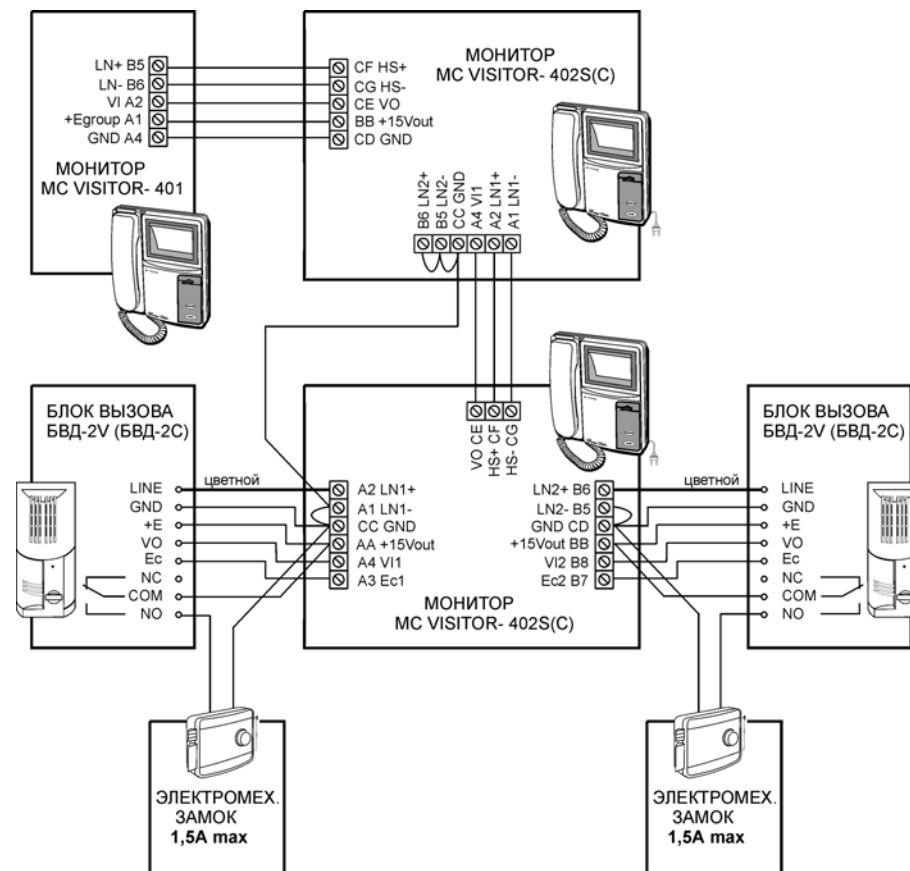 LN+ B5
LN- B6
VI A2
+Egroup A1
GND A4
МОНИТОР
MC VISITOR- 401
CF HS+
CG HS-
CE VO
BB +15Vout
CD GND
МОНИТОР
MC VISITOR- 402S(C)
B6 LN2+
B5 LN2-
CC GND
A4 VI1
A2 LN1+
A1 LN1-
VO CE
HS+ CF
HS- CG
БЛОК ВЫЗОВА
БВД-2V (БВД-2С)
LINE
GND
+E
VO
Ec
NC
COM
NO
цветной
A2 LN1+
A1 LN1-
CC GND
AA +15Vout
A4 VI1
A3 Ec1
LN2+ B6
LN2- B5
GND CD
+15Vout BB
VI2 B8
Ec2 B7
МОНИТОР
MC VISITOR- 402S(C)
цветной
БЛОК ВЫЗОВА
БВД-2V (БВД-2С)
LINE
GND
+E
VO
Ec
NC
COM
NO
ЭЛЕКТРОМЕХ.
ЗАМОК
1,5A max
ЭЛЕКТРОМЕХ.
ЗАМОК
1,5A max